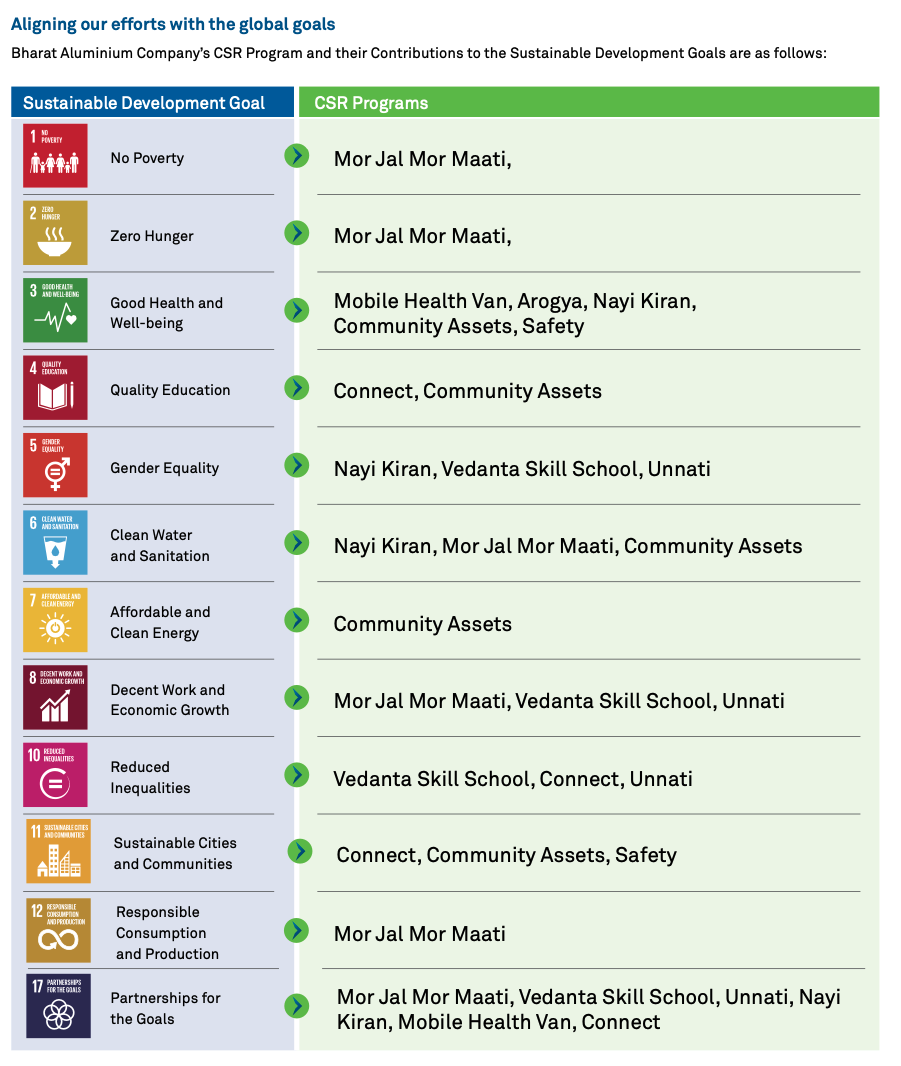 Aligning our efforts with the global goals
Bharat Aluminium Company's CSR Program and their Contributions to the Sustainable Development Goals are as follows:
Sustainable Development Goal
CSR Programs
1 NO
POVERTY
No Poverty
Mor Jal Mor Maati,
2 ZERO
HUNGER
Zero Hunger
Mor Jal Mor Maati,
3 GOOD HEALTH
AND WELL-BEING
Good Health and
Well-being
Mobile Health Van, Arogya, Nayi Kiran,
Community Assets, Safety
4 QUALITY
EDUCATION
Quality Education
Connect, Community Assets
5 GENDER
EQUALITY
Gender Equality
Nayi Kiran, Vedanta Skill School, Unnati
6 CLEAN WATER
AND SANITATION
Clean Water
and Sanitation
Nayi Kiran, Mor Jal Mor Maati, Community Assets
7 AFFORDABLE AND
CLEAN ENERGY
Affordable and
Clean Energy
Community Assets
8 DECENT WORK AND
ECONOMIC GROWTH
Decent Work and
Economic Growth
Mor Jal Mor Maati, Vedanta Skill School, Unnati
10 REDUCED
INEQUALITIES
Reduced
Inequalities
Vedanta Skill School, Connect, Unnati
11 SUSTAINABLE CITIES
AND COMMUNITIES
Sustainable Cities
and Communities
Connect, Community Assets, Safety
12 RESPONSIBLE
CONSUMPTION
AND PRODUCTION
Responsible
Consumption
and Production
Mor Jal Mor Maati
17 PARTNERSHIPS
FOR THE GOALS
Partnerships for
the Goals
Mor Jal Mor Maati, Vedanta Skill School, Unnati, Nayi
Kiran, Mobile Health Van, Connect